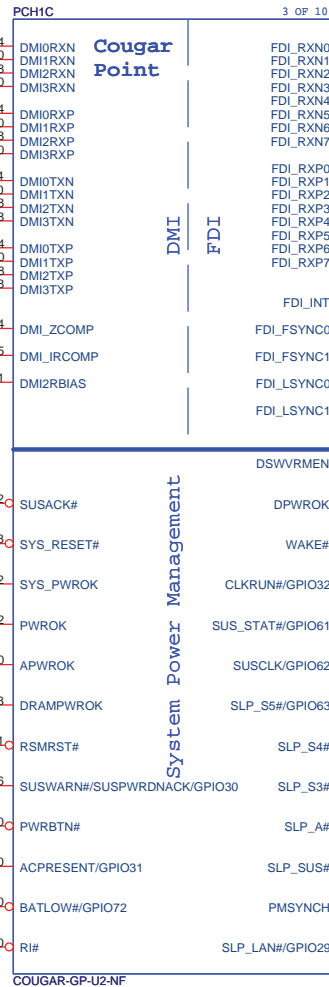 PCH1C
3 OF 10
Cougar
Point
DMI0RXN
DMI1RXN
DMI2RXN
DMI3RXN
DMI0RXP
DMI1RXP
DMI2RXP
DMI3RXP
DMI0TXN
DMI1TXN
DMI2TXN
DMI3TXN
DMI0TXP
DMI1TXP
DMI2TXP
DMI3TXP
DMI_ZCOMP
DMI_IRCOMP
DMI2RBIAS
DMI
FDI
FDI_RXN0
FDI_RXN1
FDI_RXN2
FDI_RXN3
FDI_RXN4
FDI_RXN5
FDI_RXN6
FDI_RXN7
FDI_RXP0
FDI_RXP1
FDI_RXP2
FDI_RXP3
FDI_RXP4
FDI_RXP5
FDI_RXP6
FDI_RXP7
FDI_INT
FDI_FSYNC0
FDI_FSYNC1
FDI_LSYNC0
FDI_LSYNC1
SUSACK#
SYS_RESET#
SYS_PWROK
PWROK
APWROK
DRAMPWROK
RSMRST#
SUSWARN#/SUSPWRDNACK/GPIO30
PWRBTN#
ACPRESENT/GPIO31
BATLOW#/GPIO72
RI#
System Power Management
DSWVRMEN
DPWROK
WAKE#
CLKRUN#/GPIO32
SUS_STAT#/GPIO61
SUSCLK/GPIO62
SLP_S5#/GPIO63
SLP_S4#
SLP_S3#
SLP_A#
SLP_SUS#
PMSYNCH
SLP_LAN#/GPIO29
COUGAR-GP-U2-NF